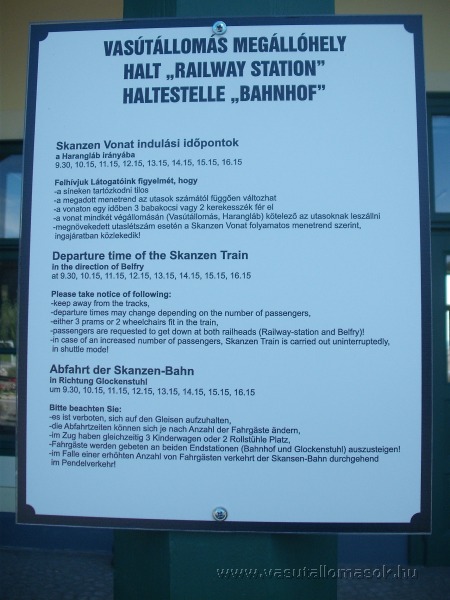 VASÚTÁLLOMÁS MEGÁLLÓHELY
HALT „RAILWAY STATION”
HALTESTELLE „BAHNHOF”
Skanzen Vonat indulási időpontok
a Harangláb irányába
9.30, 10.15, 11.15, 12.15, 13.15, 14.15, 15.15, 16.15
Felhívjuk Látogatóink figyelmét, hogy
-a síneken tartózkodni tilos
-a megadott menetrend az utasok számától függően változhat
-a vonaton egy időben 3 babakocsi vagy 2 kerekesszék fér el
-a vonat mindkét végállomásán (Vasútállomás, Harangláb) kötelező az utasoknak leszállni
-megnövekedett utaslétszám esetén a Skanzen Vonat folyamatos menetrend szerint,
ingajáratban közlekedik!
Departure time of the Skanzen Train
in the direction of Belfry
at 9.30, 10.15, 11.15, 12.15, 13.15, 14.15, 15.15, 16.15
Please take notice of following:
-keep away from the tracks,
-departure times may change depending on the number of passengers,
-either 3 prams or 2 wheelchairs fit in the train,
-passengers are requested to get down at both railheads (Railway-station and Belfry)!
-in case of an increased number of passengers, Skanzen Train is carried out uninterruptedly,
in shuttle mode!
Abfahrt der Skanzen-Bahn
in Richtung Glockenstuhl
um 9.30, 10.15, 11.15, 12.15, 13.15, 14.15, 15.15, 16.15
Bitte beachten Sie:
-es ist verboten, sich auf den Gleisen aufzuhalten,
-die Abfahrtzeiten können sich je nach Anzahl der Fahrgäste ändern,
-im Zug haben gleichzeitig 3 Kinderwagen oder 2 Rollstühle Platz,
-Fahrgäste werden gebeten an beiden Endstationen (Bahnhof und Glockenstuhl) auszusteigen!
-im Falle einer erhöhten Anzahl von Fahrgästen verkehrt die Skansen-Bahn durchgehend
im Pendelverkehr!
www.vasutallomasok.hu